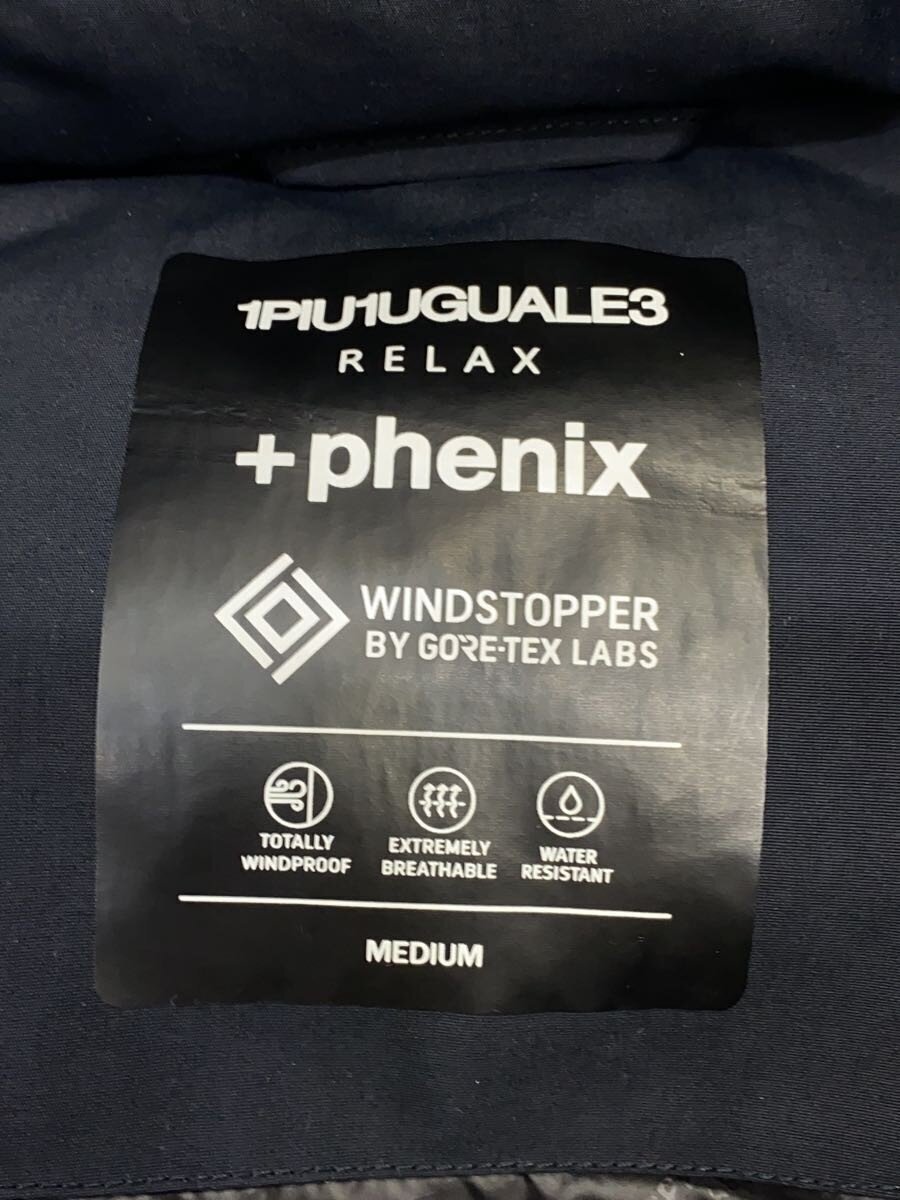 1PIU1UGUALE3
RELAX
+phenix
WINDSTOPPER
BY GORE-TEX LABS
TOTALLY
WINDPROOF
EXTREMELY
BREATHABLE
WATER
RESISTANT
MEDIUM